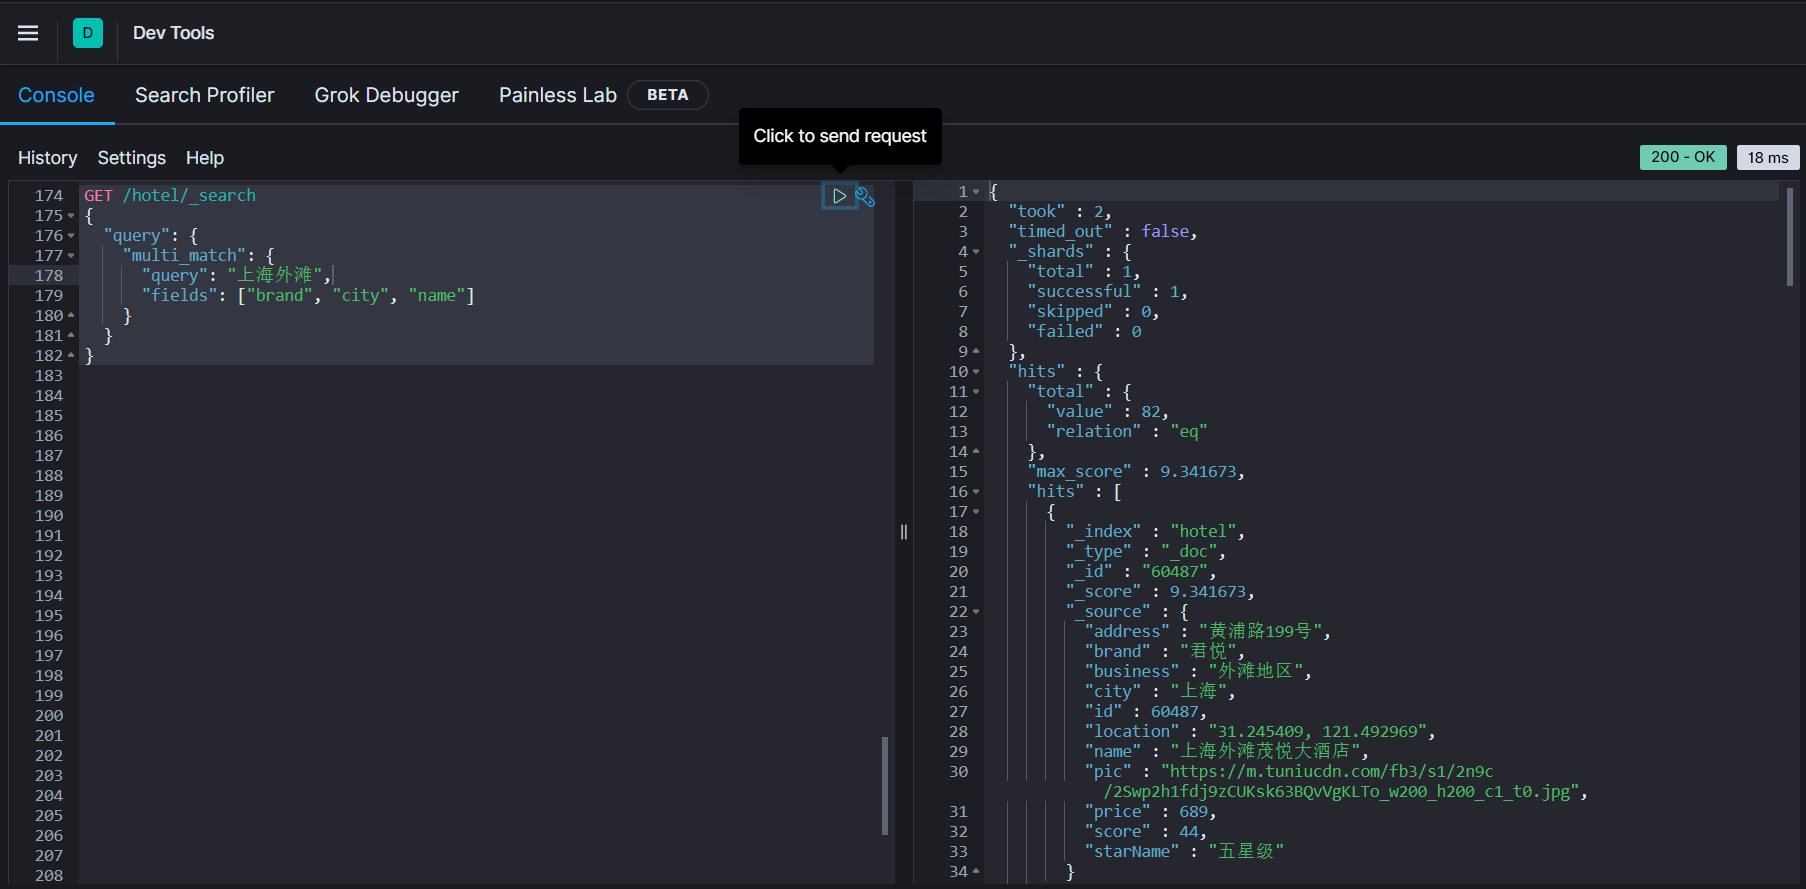 D Dev Tools
Console Search Profiler Grok Debugger Painless Lab BETA
Click to send request
History Settings Help
200 - OK 18 ms
174 GET /hotel/_search
175 {
176 "query": {
177 "multi_match": {
178 "query": "上海外滩",
179 "fields": ["brand", "city", "name"]
180 }
181 }
182 }
183
184
185
186
187
188
189
190
191
192
193
194
195
196
197
198
199
200
201
202
203
204
205
206
207
208
1 {
2 "took" : 2,
3 "timed_out" : false,
4 "_shards" : {
5 "total" : 1,
6 "successful" : 1,
7 "skipped" : 0,
8 "failed" : 0
9 },
10 "hits" : {
11 "total" : {
12 "value" : 82,
13 "relation" : "eq"
14 },
15 "max_score" : 9.341673,
16 "hits" : [
17 {
18 "_index" : "hotel",
19 "_type" : "_doc",
20 "_id" : "60487",
21 "_score" : 9.341673,
22 "_source" : {
23 "address" : "黄浦路199号",
24 "brand" : "君悦",
25 "business" : "外滩地区",
26 "city" : "上海",
27 "id" : 60487,
28 "location" : "31.245409, 121.492969",
29 "name" : "上海外滩茂悦大酒店",
30 "pic" : "https://m.tuniucdn.com/fb3/s1/2n9c
/2Swp2h1fdj9zCUKsk63BQvVgKLTo_w200_h200_c1_t0.jpg",
31 "price" : 689,
32 "score" : 44,
33 "starName" : "五星级"
34 }